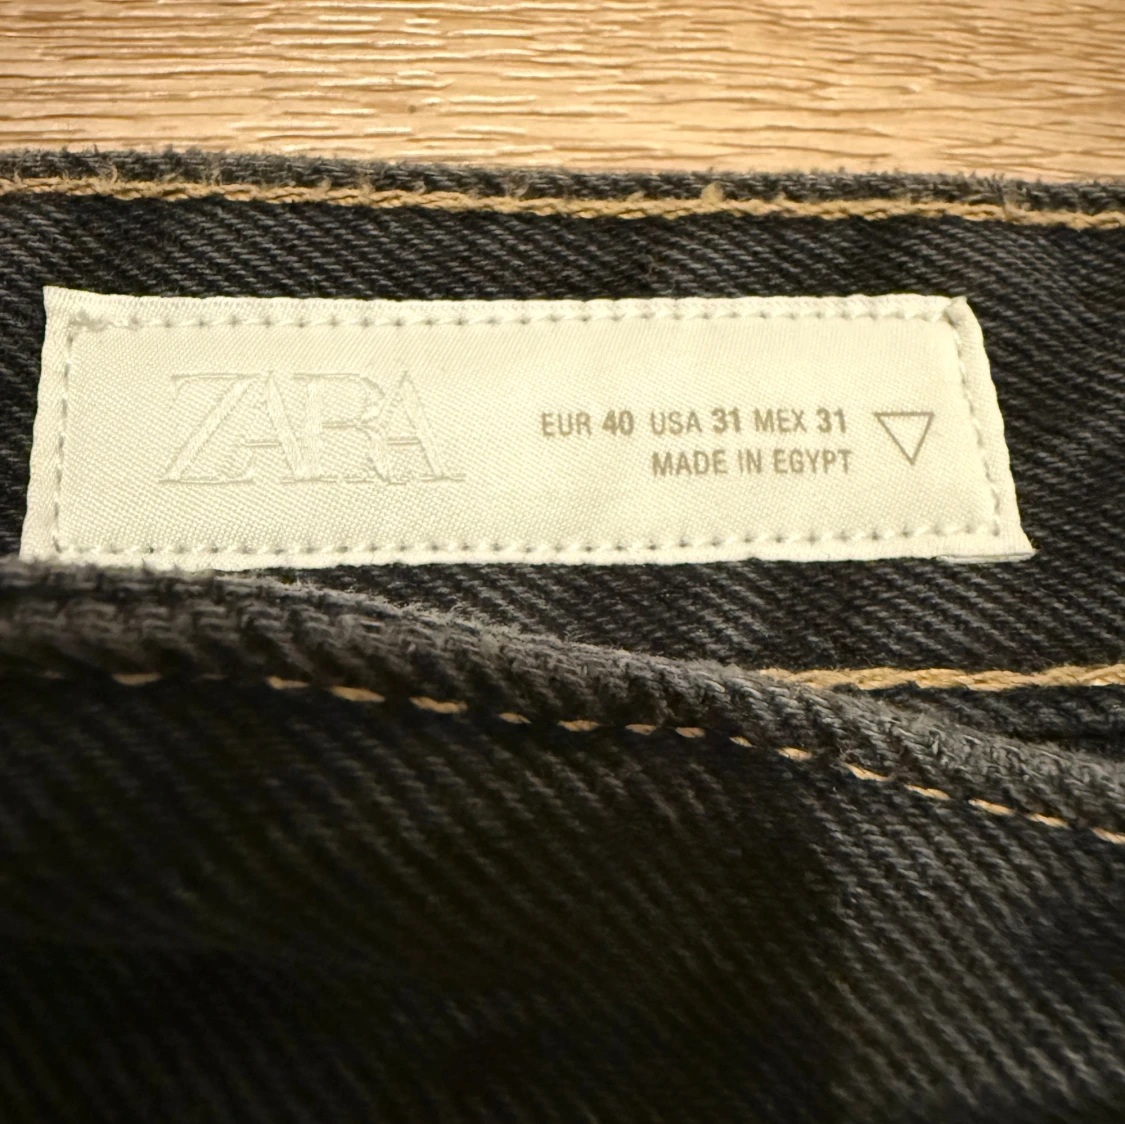 ZARA
EUR 40 USA 31 MEX 31
MADE IN EGYPT